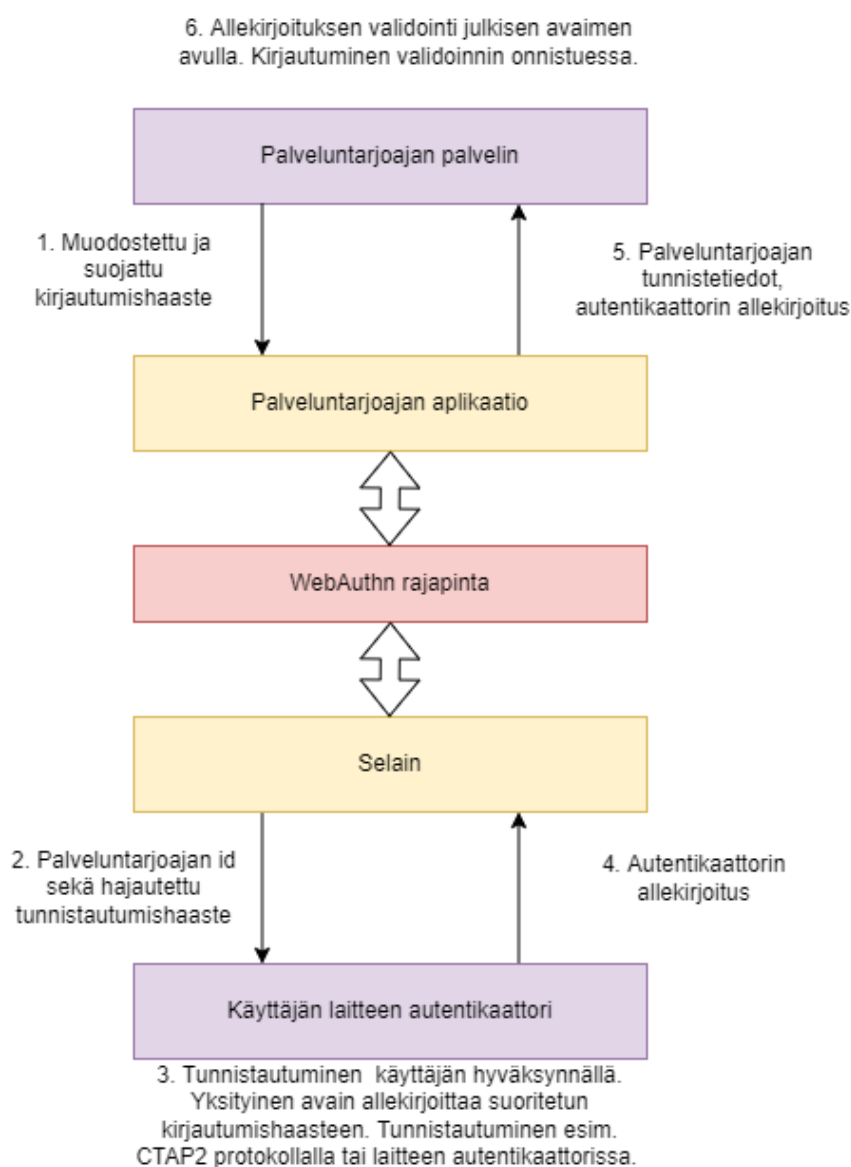 6. Allekirjoituksen validointi julkisen avaimen
avulla. Kirjautuminen validoinnin onnistuessa.
Palveluntarjoajan palvelin
1. Muodostettu ja
suojattu
kirjautumishaaste
5. Palveluntarjoajan
tunnistetiedot,
autentikaattorin allekirjoitus
Palveluntarjoajan aplikaatio
WebAuthn rajapinta
Selain
2. Palveluntarjoajan id
sekä hajautettu
tunnistautumishaaste
4. Autentikaattorin
allekirjoitus
Käyttäjän laitteen autentikaattori
3. Tunnistautuminen käyttäjän hyväksynnällä.
Yksityinen avain allekirjoittaa suoritetun
kirjautumishaasteen. Tunnistautuminen esim.
CTAP2 protokollalla tai laitteen autentikaattorissa.